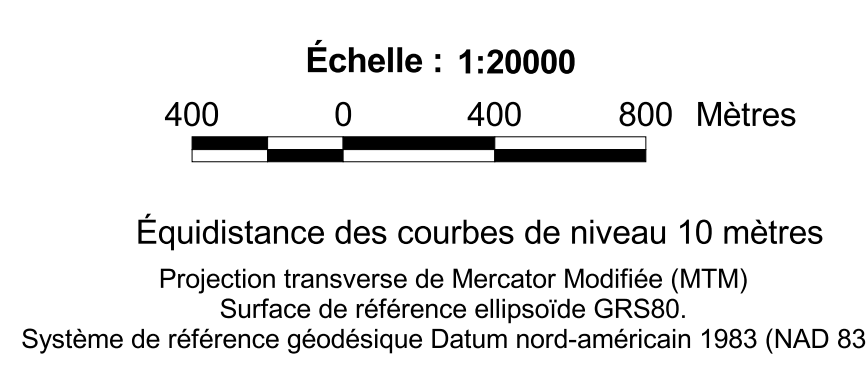 Échelle : 1:20000
400 0 400 800 Mètres
Équidistance des courbes de niveau 10 mètres
Projection transverse de Mercator Modifiée (MTM)
Surface de référence ellipsoïde GRS80.
Système de référence géodésique Datum nord-américain 1983 (NAD 83